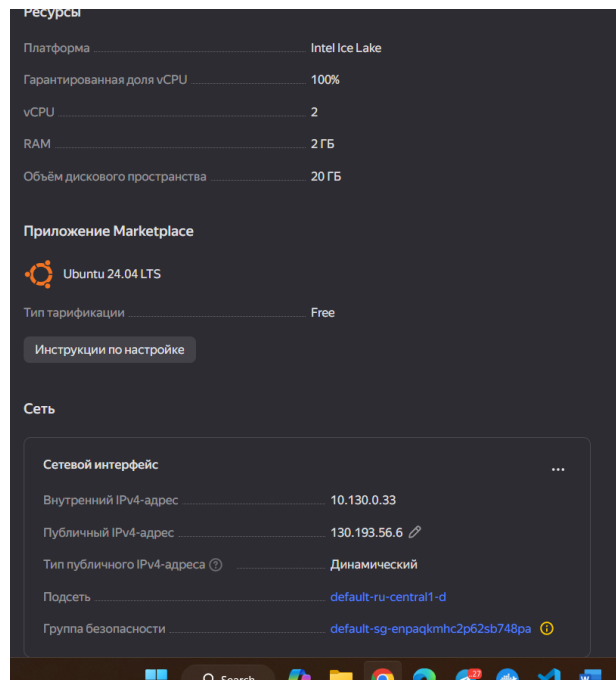 Ресурсы
Платформа Intel Ice Lake
Гарантированная доля vCPU 100%
vCPU 2
RAM 2 ГБ
Объём дискового пространства 20 ГБ
Приложение Marketplace
Ubuntu 24.04 LTS
Тип тарификации Free
Инструкции по настройке
Сеть
Сетевой интерфейс
Внутренний IPv4-адрес 10.130.0.33
Публичный IPv4-адрес 130.193.56.6
Тип публичного IPv4-адреса Динамический
Подсеть default-ru-central1-d
Группа безопасности default-sg-enpaqkmhc2p62sb748pa
Search 27